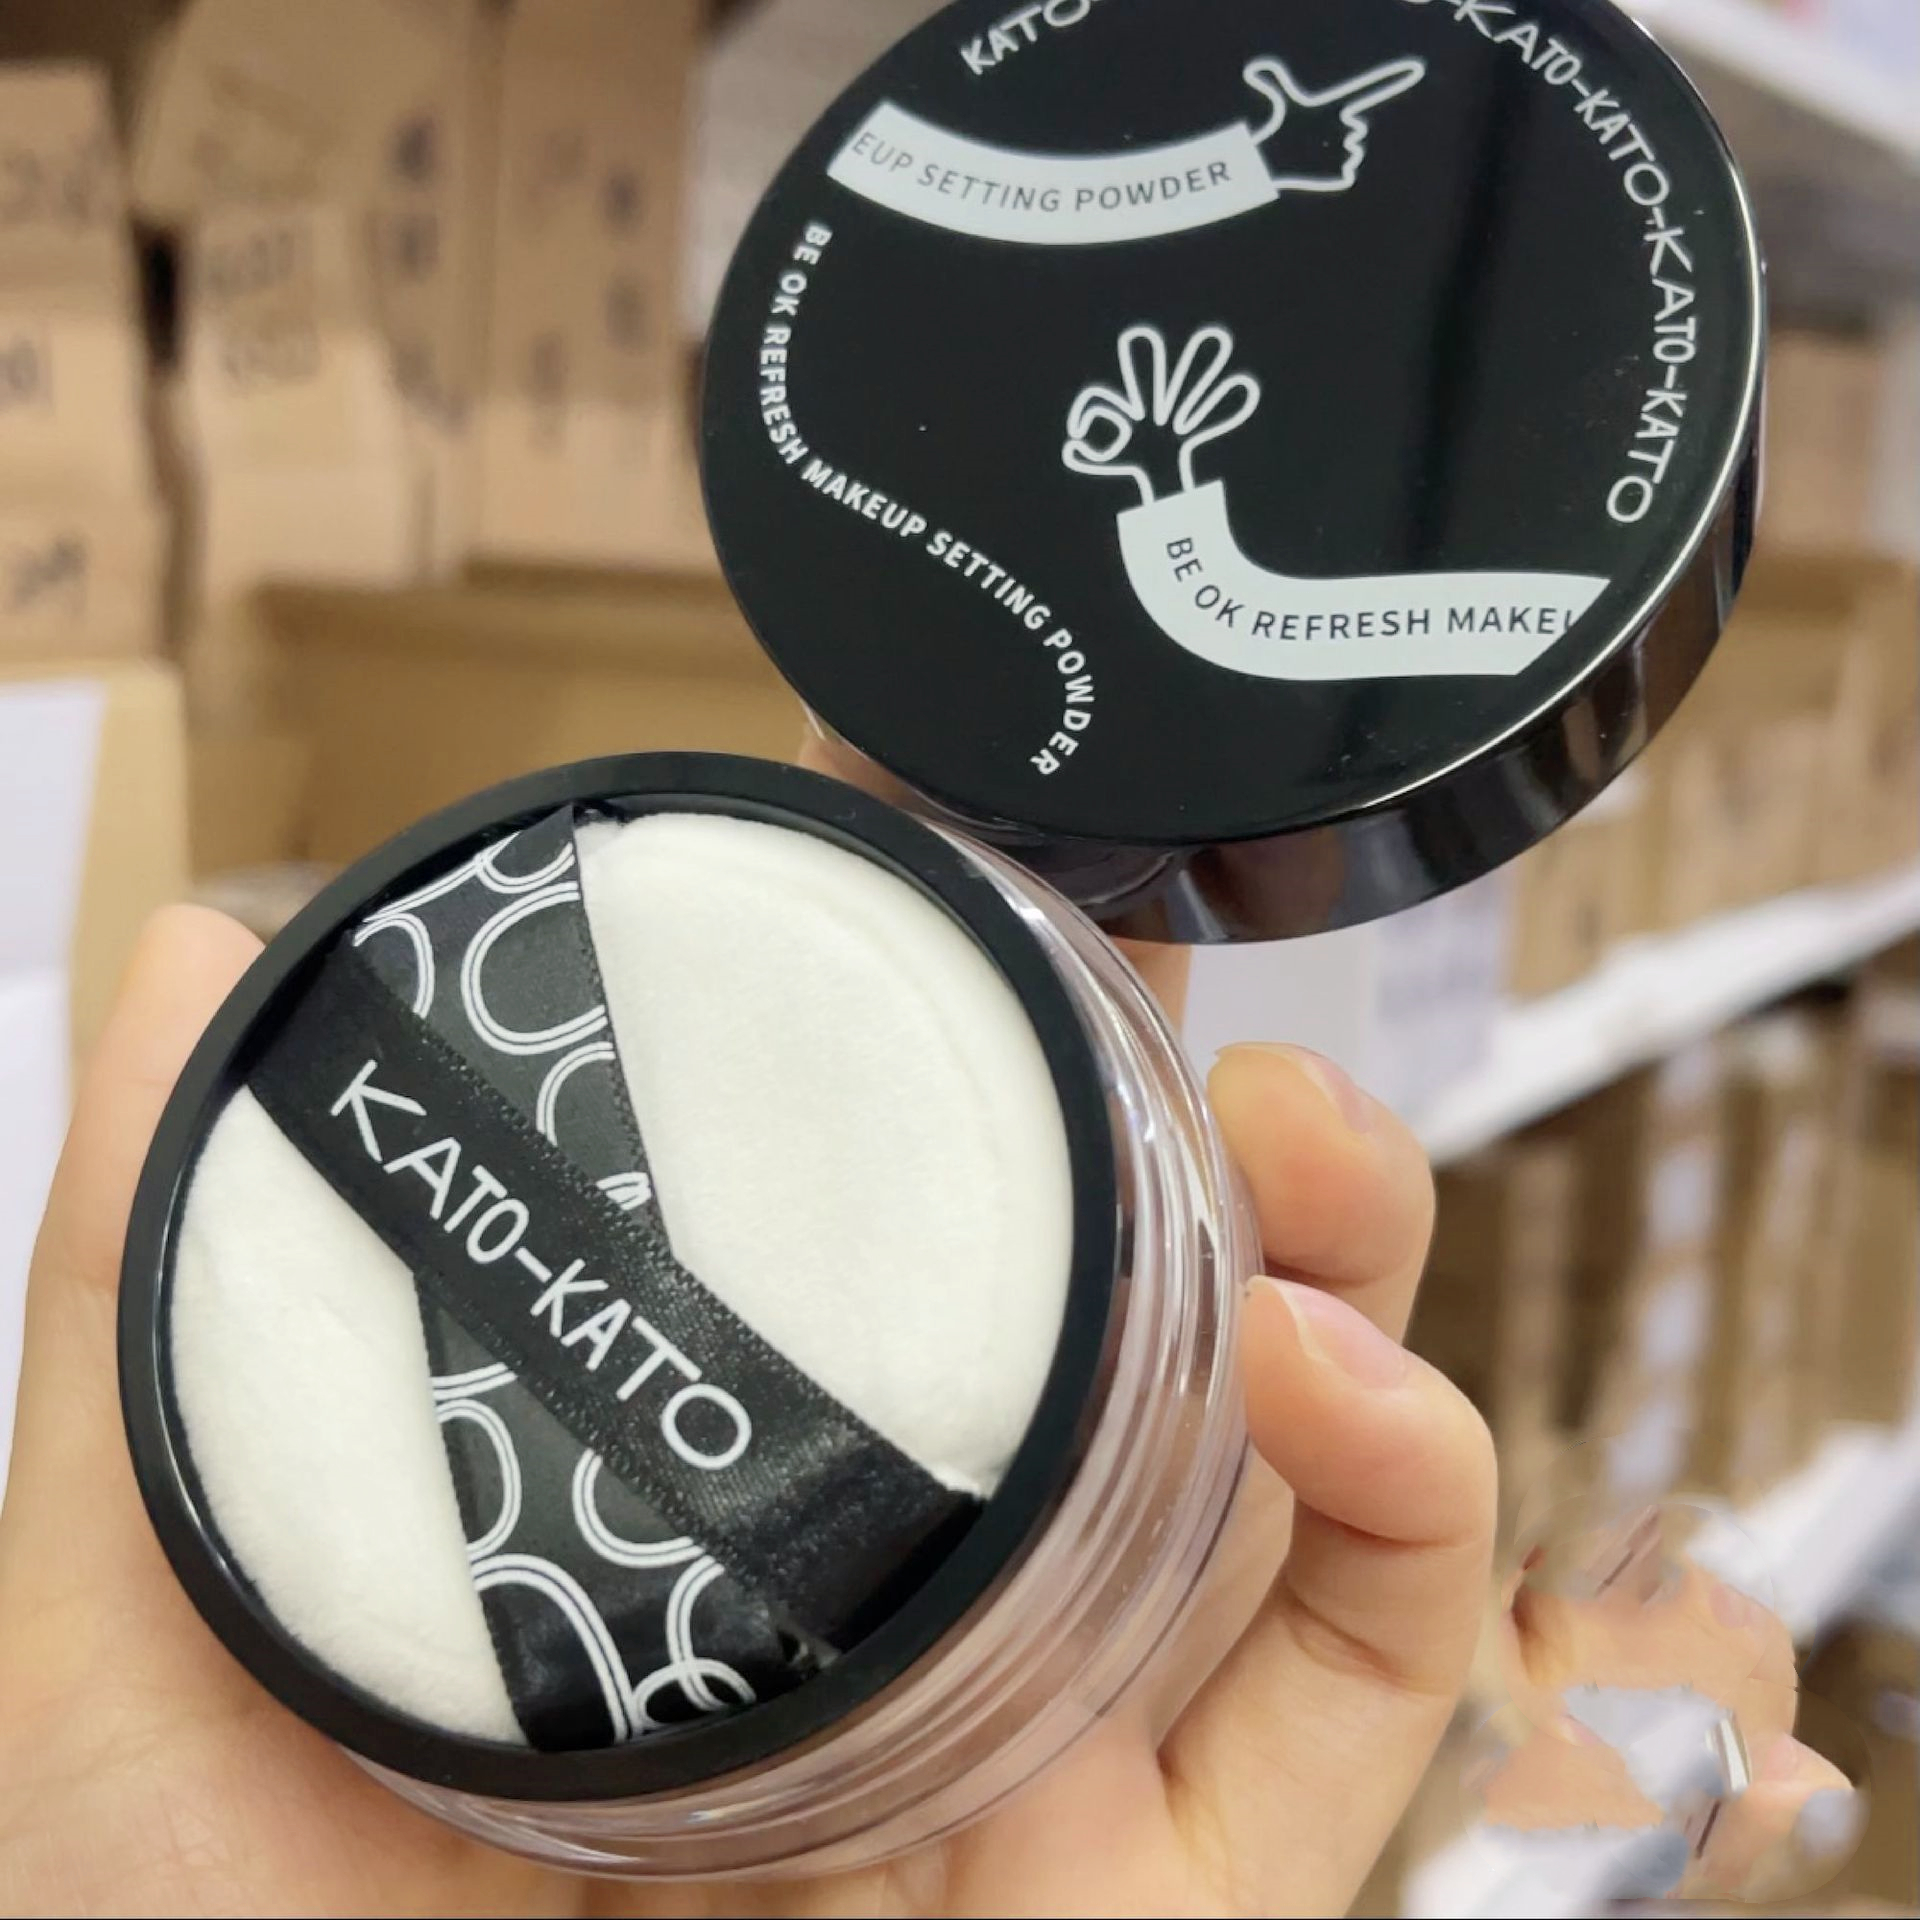 KATO-
-KATO-KATO-KATO-KATO-KATO
EUP SETTING POWDER
BE OK REFRESH MAKEUP SETTING POWDER
BE OK REFRESH MAKEU
KATO-KATO